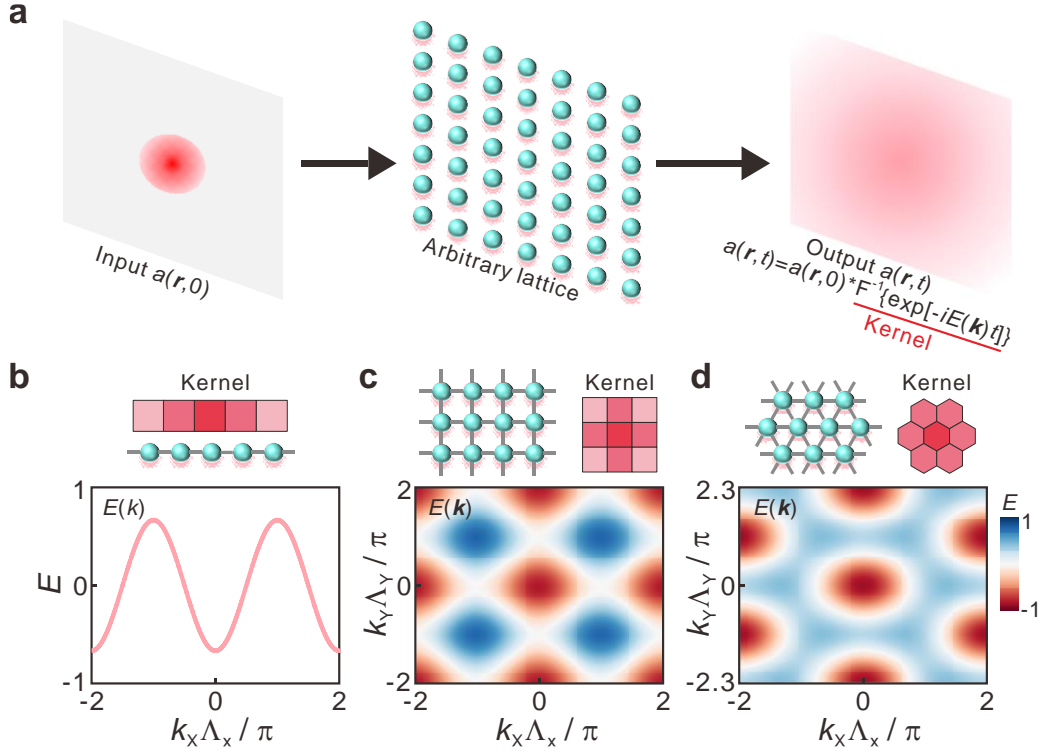 a
Input a(r,0)
Arbitrary lattice
Output a(r,t)
a(r,t)=a(r,0)*F⁻¹{exp[-iE(k)t]}
Kernel
b
Kernel
E(k)
1
0
-1
E
-2
0
2
kₓΛₓ / π
c
Kernel
E(k)
2
0
-2
k_YΛ_Y / π
-2
0
2
kₓΛₓ / π
d
Kernel
E(k)
2.3
0
-2.3
k_YΛ_Y / π
-2
0
2
kₓΛₓ / π
E
1
-1